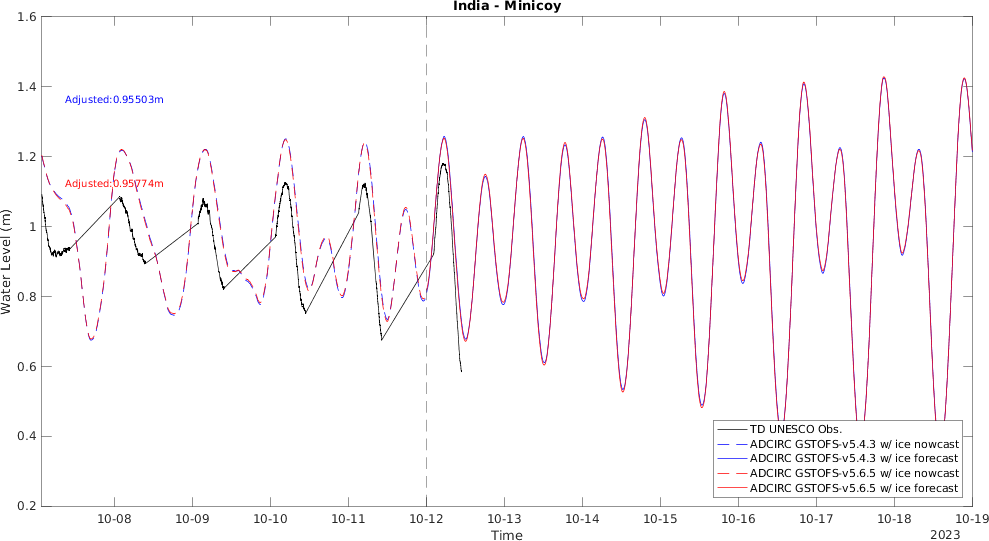 India - Minicoy
1.6
1.4
1.2
1
0.8
0.6
0.4
0.2
Water Level (m)
Adjusted:0.95503m
Adjusted:0.95774m
TD UNESCO Obs.
ADCIRC GSTOFS-v5.4.3 w/ ice nowcast
ADCIRC GSTOFS-v5.4.3 w/ ice forecast
ADCIRC GSTOFS-v5.6.5 w/ ice nowcast
ADCIRC GSTOFS-v5.6.5 w/ ice forecast
10-08 10-09 10-10 10-11 10-12 10-13 10-14 10-15 10-16 10-17 10-18 10-19
Time
2023